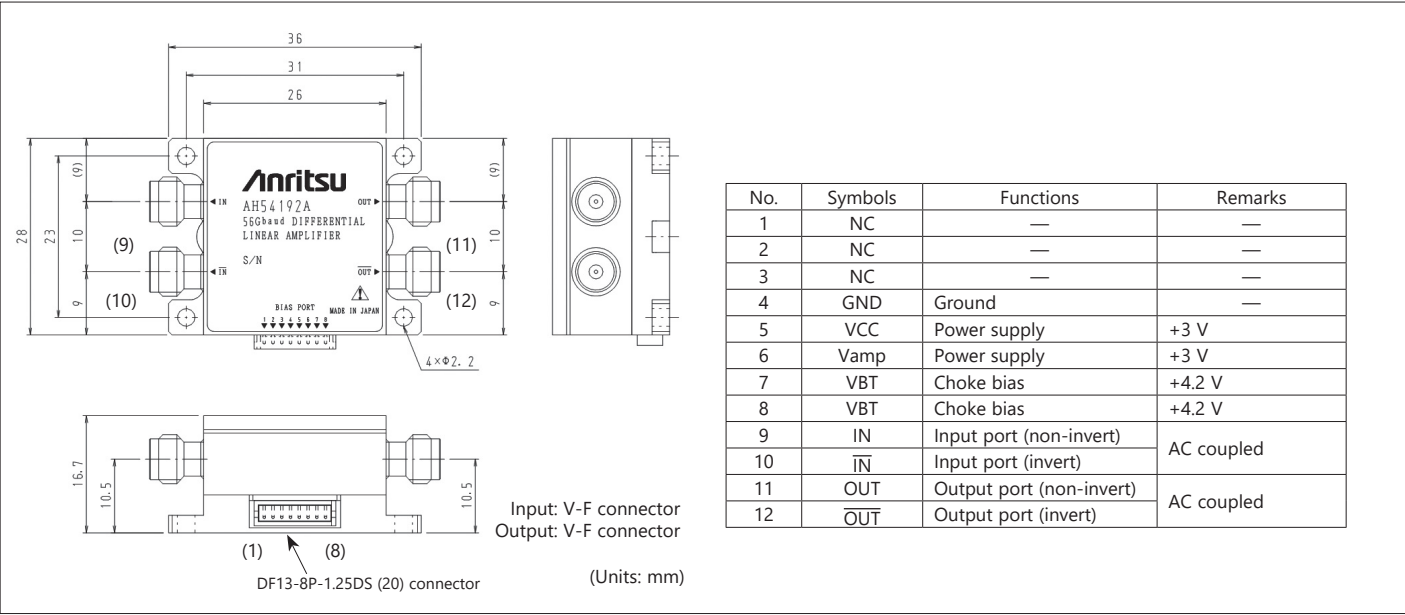 36
31
26
28
23
(9)
10
9
(9)
10
9
Anritsu
IN
OUT
AH54192A
56Gbaud DIFFERENTIAL
LINEAR AMPLIFIER
S/N
IN
OUT
BIAS PORT
MADE IN JAPAN
1 2 3 4 5 6 7 8
(9)
(10)
(11)
(12)
4×Φ2. 2
16.7
10.5
10.5
(1)
(8)
DF13-8P-1.25DS (20) connector
Input: V-F connector
Output: V-F connector
(Units: mm)
No. Symbols Functions Remarks
1 NC — —
2 NC — —
3 NC — —
4 GND Ground —
5 VCC Power supply +3 V
6 Vamp Power supply +3 V
7 VBT Choke bias +4.2 V
8 VBT Choke bias +4.2 V
9 IN Input port (non-invert) AC coupled
10 I̅N̅ Input port (invert)
11 OUT Output port (non-invert) AC coupled
12 O̅U̅T̅ Output port (invert)